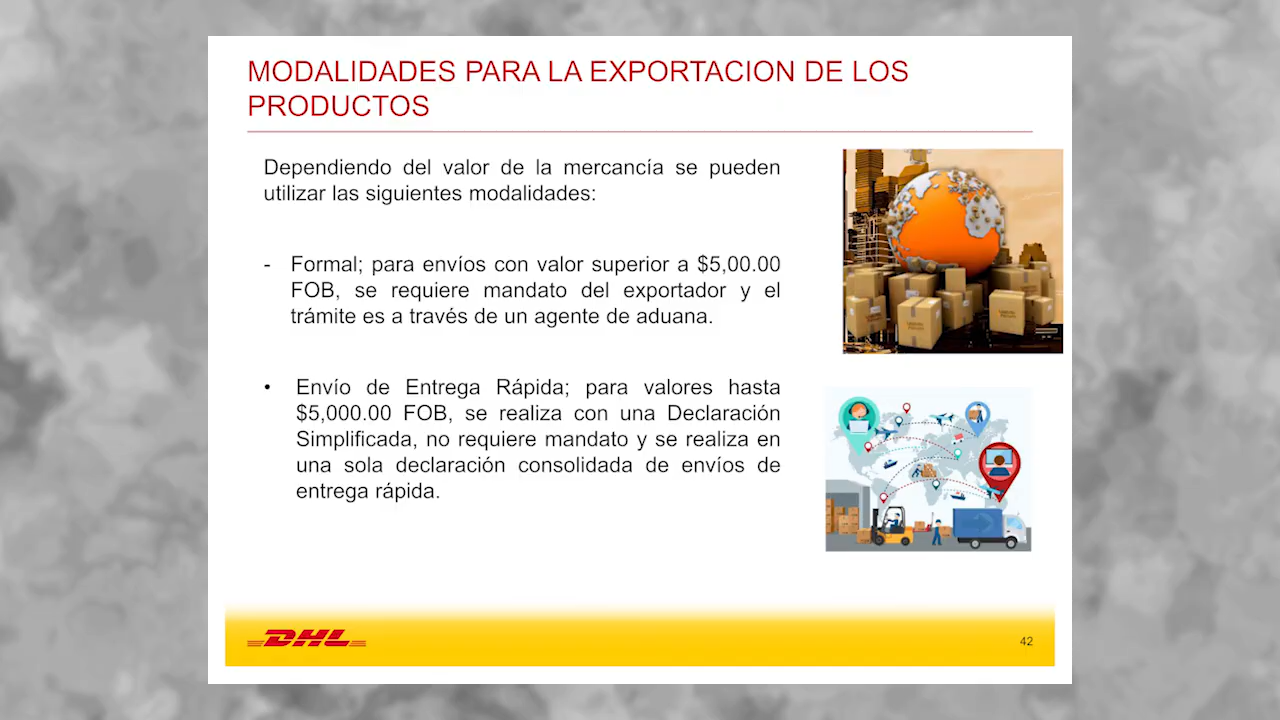 MODALIDADES PARA LA EXPORTACION DE LOS
PRODUCTOS
Dependiendo del valor de la mercancía se pueden
utilizar las siguientes modalidades:
- Formal; para envíos con valor superior a $5,00.00
FOB, se requiere mandato del exportador y el
trámite es a través de un agente de aduana.
• Envío de Entrega Rápida; para valores hasta
$5,000.00 FOB, se realiza con una Declaración
Simplificada, no requiere mandato y se realiza en
una sola declaración consolidada de envíos de
entrega rápida.
DHL
42